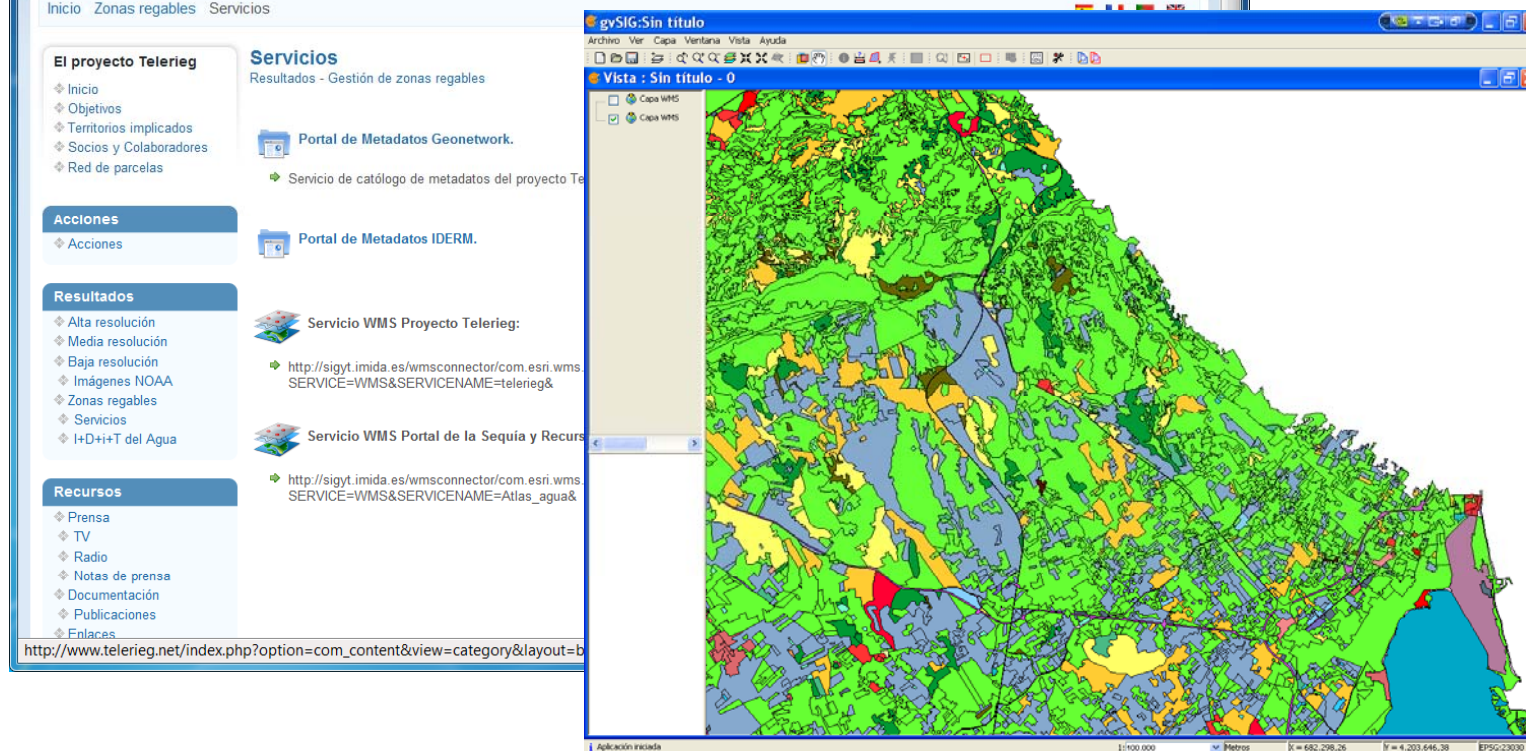 Inicio Zonas regables Servicios
El proyecto Telerieg
Inicio
Objetivos
Territorios implicados
Socios y Colaboradores
Red de parcelas
Acciones
Acciones
Resultados
Alta resolución
Media resolución
Baja resolución
Imágenes NOAA
Zonas regables
Servicios
I+D+i+T del Agua
Recursos
Prensa
TV
Radio
Notas de prensa
Documentación
Publicaciones
Enlaces
Servicios
Resultados - Gestión de zonas regables
Portal de Metadatos Geonetwork.
Servicio de católogo de metadatos del proyecto Te
Portal de Metadatos IDERM.
Servicio WMS Proyecto Telerieg:
http://sigyt.imida.es/wmsconnector/com.esri.wms.
SERVICE=WMS&SERVICENAME=telerieg&
Servicio WMS Portal de la Sequía y Recurs
http://sigyt.imida.es/wmsconnector/com.esri.wms.
SERVICE=WMS&SERVICENAME=Atlas_agua&
http://www.telerieg.net/index.php?option=com_content&view=category&layout=b
gvSIG:Sin título
Archivo Ver Capa Ventana Vista Ayuda
Vista : Sin título - 0
Capa WMS
Capa WMS
Aplicación iniciada
1: 100.000
Metros
X = 682.298,26
Y = 4.203.646,38
EPSG:23030